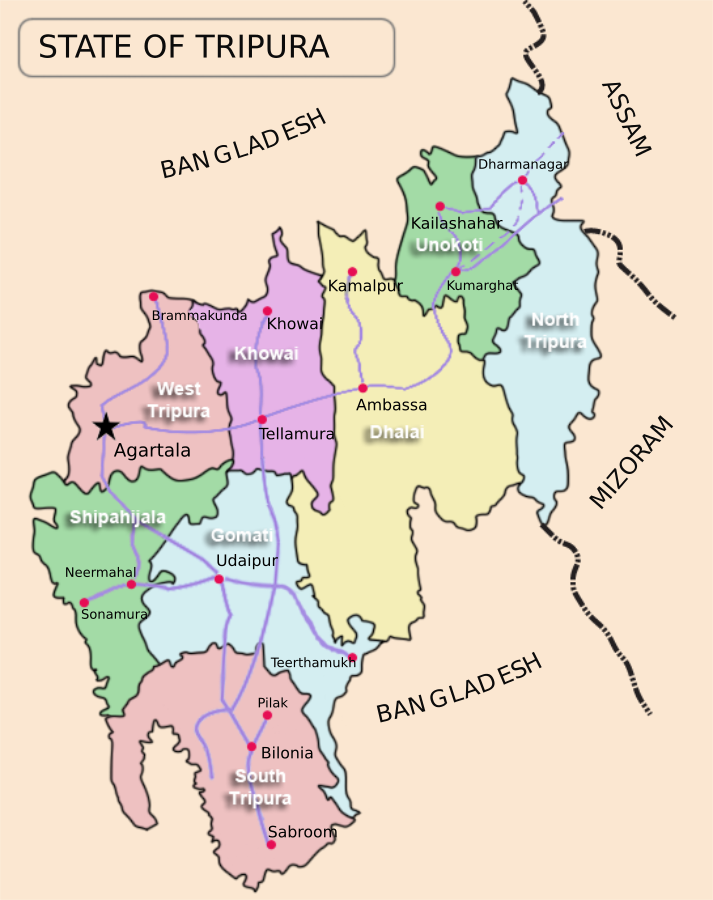 STATE OF TRIPURA
ASSAM
BANGLADESH
Dharmanagar
Kailashahar
Unokoti
Kumarghat
Kamalpur
Brammakunda
Khowai
North
Tripura
Khowai
West
Tripura
Ambassa
Dhalai
Tellamura
Agartala
MIZORAM
Shipahijala
Gomati
Udaipur
Neermahal
Sonamura
Teerthamukh
BANGLADESH
Pilak
Bilonia
South
Tripura
Sabroom